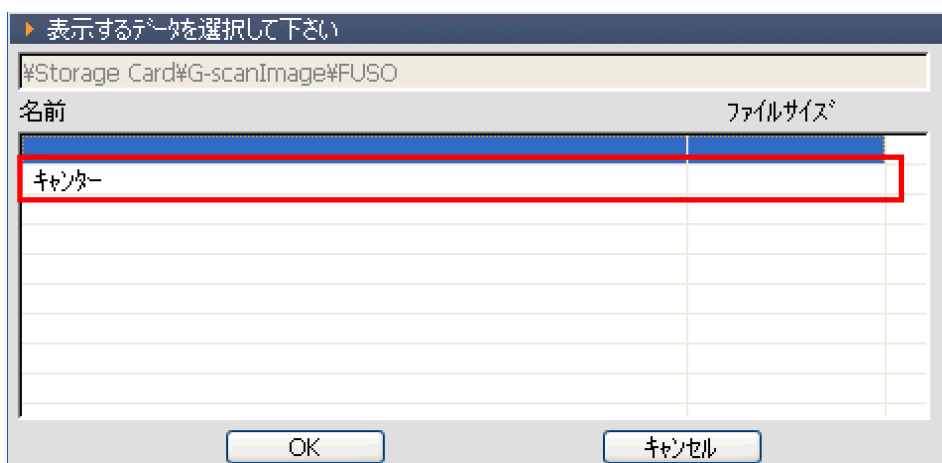 表示するﾃﾞｰﾀを選択して下さい
¥Storage Card¥G-scanImage¥FUSO
名前 ﾌｧｲﾙｻｲｽﾞ
ｷｬﾝﾀｰ
OK ｷｬﾝｾﾙ